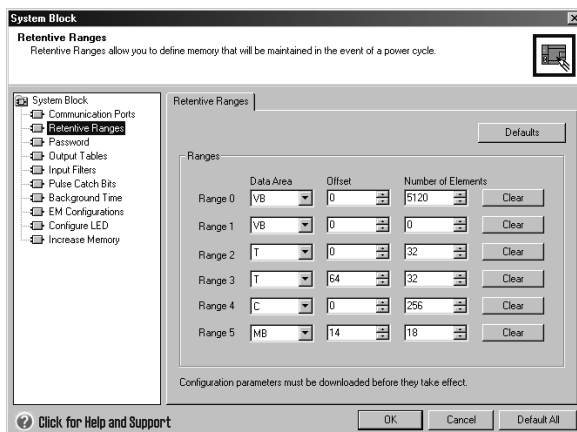 System Block
Retentive Ranges
Retentive Ranges allow you to define memory that will be maintained in the event of a power cycle.
System Block
Communication Ports
Retentive Ranges
Password
Output Tables
Input Filters
Pulse Catch Bits
Background Time
EM Configurations
Configure LED
Increase Memory
Retentive Ranges
Defaults
Ranges
Data Area Offset Number of Elements
Range 0 VB 0 5120 Clear
Range 1 VB 0 0 Clear
Range 2 T 0 32 Clear
Range 3 T 64 32 Clear
Range 4 C 0 256 Clear
Range 5 MB 14 18 Clear
Configuration parameters must be downloaded before they take effect.
Click for Help and Support
OK Cancel Default All